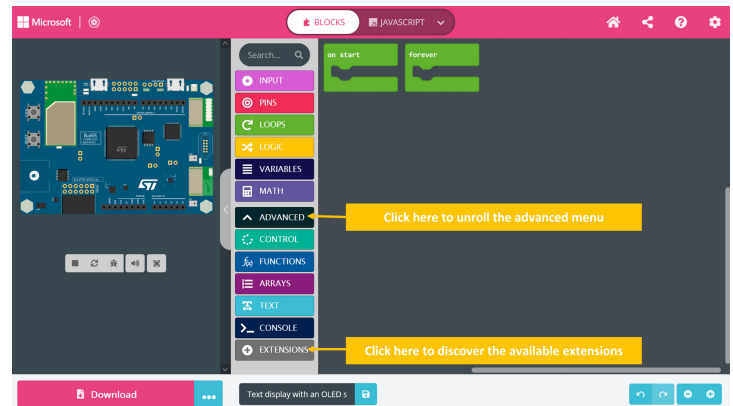 Microsoft
BLOCKS
JAVASCRIPT
Search...
INPUT
PINS
LOOPS
LOGIC
VARIABLES
MATH
ADVANCED
CONTROL
FUNCTIONS
ARRAYS
TEXT
CONSOLE
EXTENSIONS
on start
forever
Click here to unroll the advanced menu
Click here to discover the available extensions
RoHS
Download
Text display with an OLED s